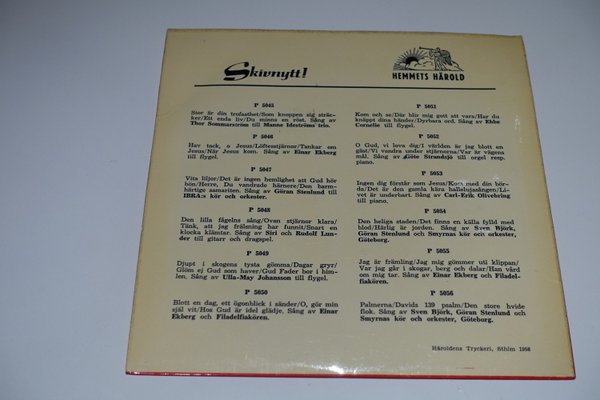 Skivnytt!
HEMMETS HÄROLD
P 5045
Stor är din trofasthet/Som knoppen sig sträc-
ker/Ett enda liv/Du minns en röst. Sång av
Thor Sommarström till Manne Ideströms trio.
P 5046
Hav tack, o Jesus/Löftesstjärnor/Tankar om
Jesus/När Jesus kom. Sång av Einar Ekberg
till flygel.
P 5047
Vita liljor/Det är ingen hemlighet att Gud hör
bön/Herre, Du vandrade härnere/Den barm-
härtige samariten. Sång av Göran Stenlund till
IBRA:s kör och orkester.
P 5048
Den lilla fågelns sång/Ovan stjärnor klara/
Tänk, att jag frälsning har funnit/Snart en
klocka klämtar. Sång av Siri och Rudolf Lun-
der till gitarr och dragspel.
P 5049
Djupt i skogens tysta gömma/Dagar gryr/
Glöm ej Gud som haver/Gud Fader bor i him-
len. Sång av Ulla-May Johansson till flygel.
P 5050
Blott en dag, ett ögonblick i sänder/O, gör min
själ vit/Hos Gud är idel glädje. Sång av Einar
Ekberg och Filadelfiakören.
P 5051
Kom och se/Där bliv mig gott att vara/Har du
knäppt dina händer/Dyrbara ord. Sång av Ebbe
Cornelie till flygel.
P 5052
O Gud, vi lova dig/I världen är jag blott en
gäst/Vi vandra under stjärnorna/Var är vägens
mål. Sång av Göte Strandsjö till orgel resp.
piano.
P 5053
Ingen dig förstår som Jesus/Kom med din bör-
da/Det är den gamla kära hallelujasången/Li-
vet är underbart. Sång av Carl-Erik Olivebring
till piano.
P 5054
Den heliga staden/Det finns en källa fylld med
blod/Härlig är jorden. Sång av Sven Björk,
Göran Stenlund och Smyrnas kör och orkester,
Göteborg.
P 5055
Jag är främling/Jag mig gömmer uti klippan/
Var jag går i skogar, berg och dalar/Han vård
om mig tar. Sång av Einar Ekberg och Filadel-
fiakören.
P 5056
Palmerna/Davids 139 psalm/Den store hvide
flok. Sång av Sven Björk, Göran Stenlund och
Smyrnas kör och orkester, Göteborg.
Häroldens Tryckeri, Sthlm 1958